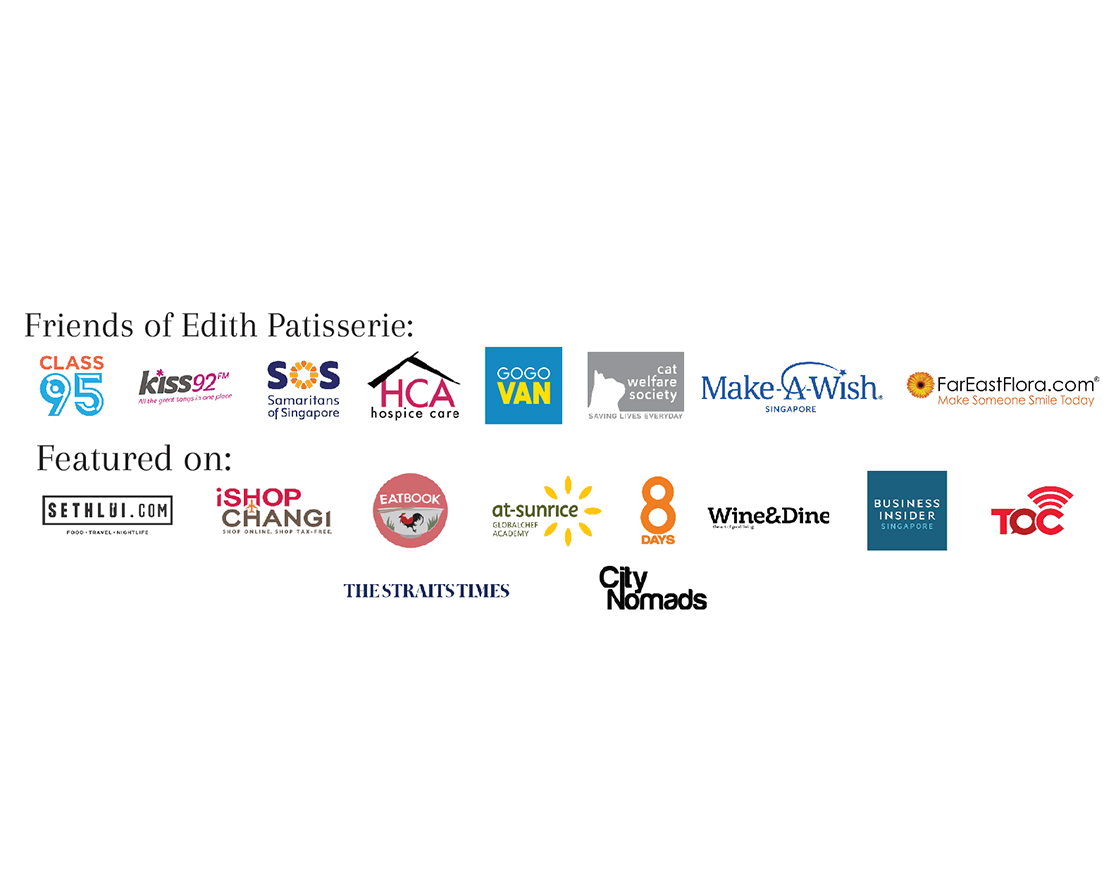 Friends of Edith Patisserie:
CLASS
95
kiss92 FM
All the great songs in one place
SOS
Samaritans
of Singapore
HCA
hospice care
GOGO
VAN
cat
welfare
society
SAVING LIVES EVERYDAY
Make-A-Wish®
SINGAPORE
FarEastFlora.com®
Make Someone Smile Today
Featured on:
SETHLUI.COM
FOOD • TRAVEL • NIGHTLIFE
iSHOP
CHANGI
SHOP ONLINE. SHOP TAX-FREE.
EATBOOK
at-sunrice
GLOBALCHEF
ACADEMY
8
DAYS
Wine&Dine
BUSINESS
INSIDER
SINGAPORE
TOC
THE STRAITS TIMES
City
Nomads